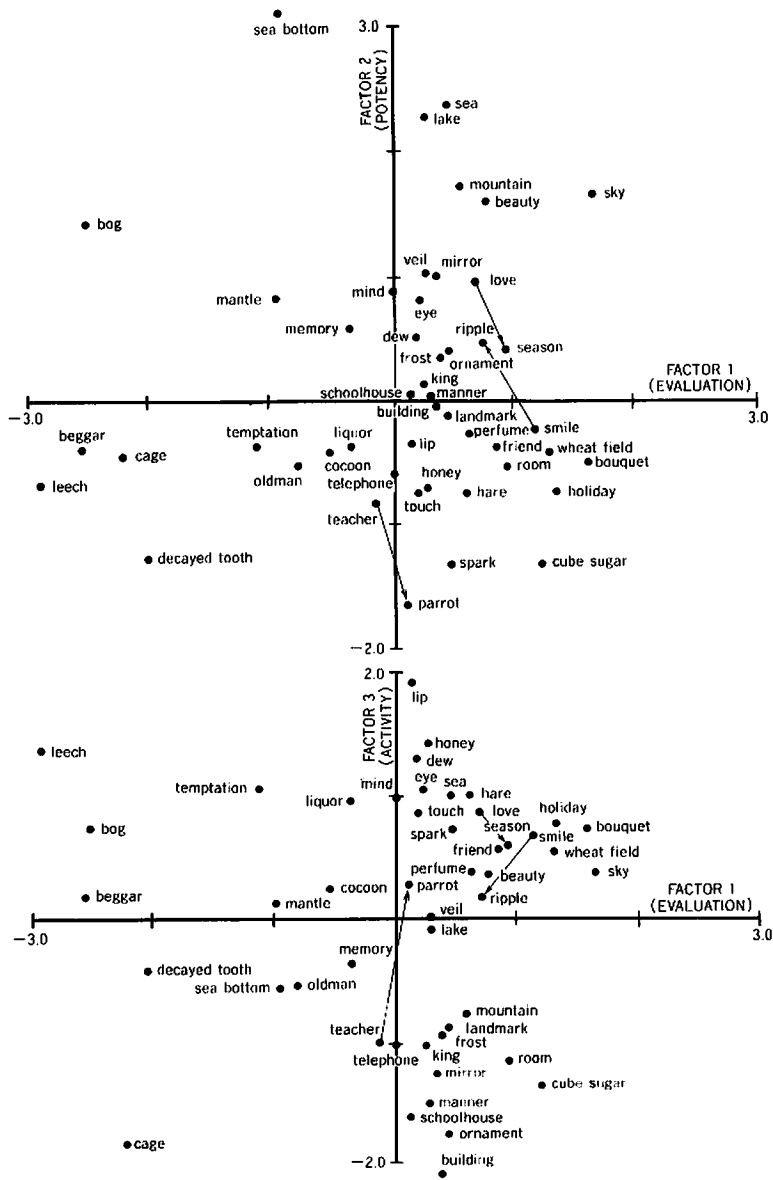 3.0
sea bottom
FACTOR 2
(POTENCY)
sea
lake
mountain
beauty
sky
bog
veil
mirror
love
mind
mantle
eye
memory
dew
ripple
season
frost
ornament
FACTOR 1
(EVALUATION)
king
schoolhouse
manner
−3.0
building
landmark
3.0
perfume
smile
beggar
temptation
liquor
lip
friend
wheat field
cage
cocoon
honey
room
bouquet
oldman
telephone
leech
touch
hare
holiday
teacher
decayed tooth
spark
cube sugar
parrot
−2.0
2.0
lip
FACTOR 3
(ACTIVITY)
leech
honey
dew
temptation
mind
eye
sea
hare
liquor
touch
love
holiday
bog
spark
season
smile
bouquet
friend
wheat field
perfume
beauty
sky
cocoon
parrot
FACTOR 1
(EVALUATION)
beggar
mantle
ripple
veil
−3.0
lake
3.0
memory
decayed tooth
sea bottom
oldman
mountain
teacher
landmark
frost
telephone
king
room
mirror
cube sugar
manner
schoolhouse
ornament
cage
−2.0
building